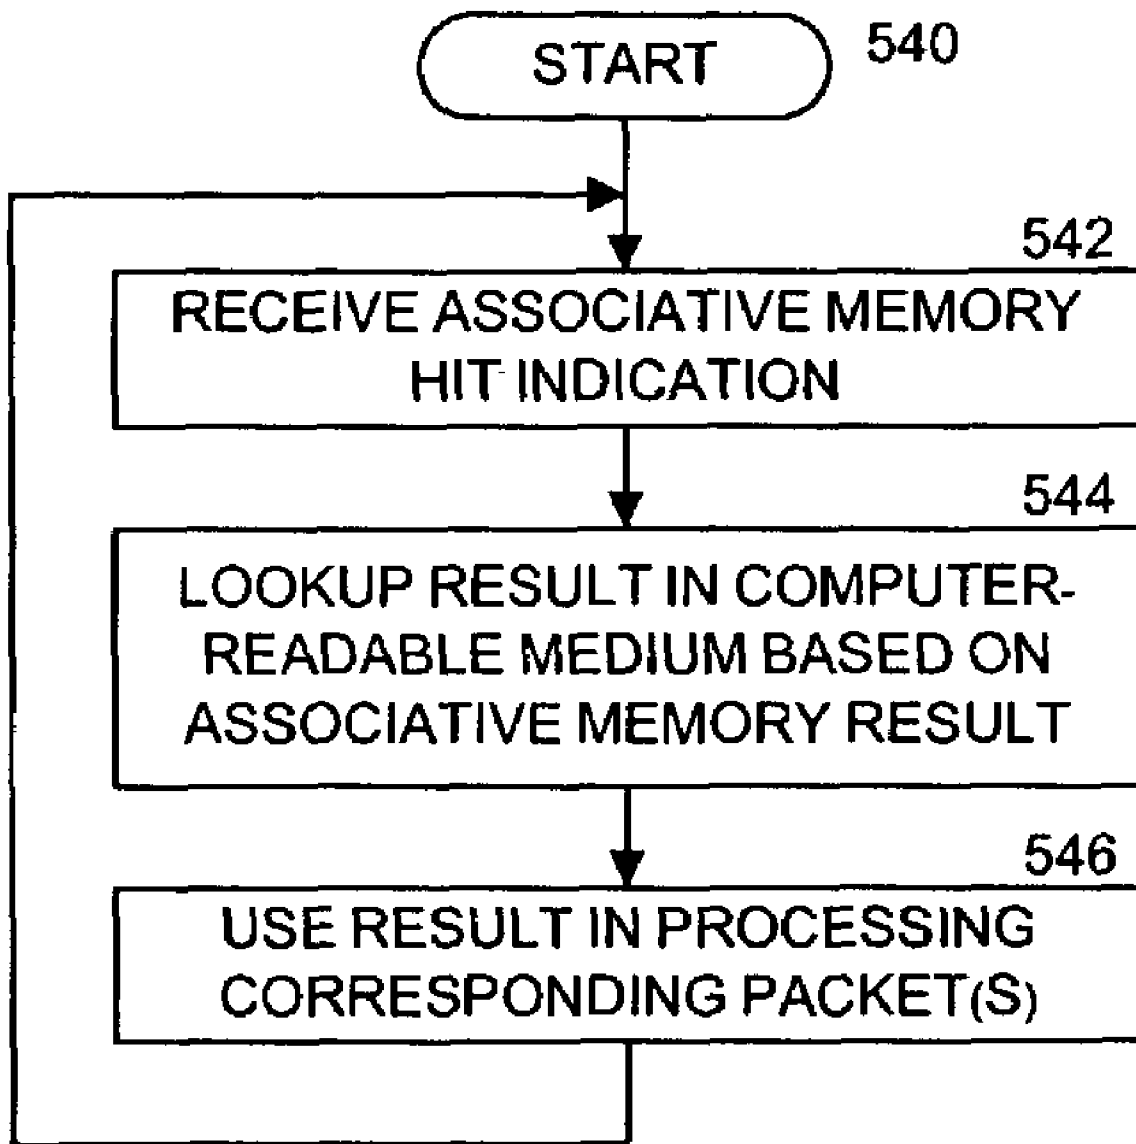 START
540
542
RECEIVE ASSOCIATIVE MEMORY
HIT INDICATION
544
LOOKUP RESULT IN COMPUTER-
READABLE MEDIUM BASED ON
ASSOCIATIVE MEMORY RESULT
546
USE RESULT IN PROCESSING
CORRESPONDING PACKET(S)